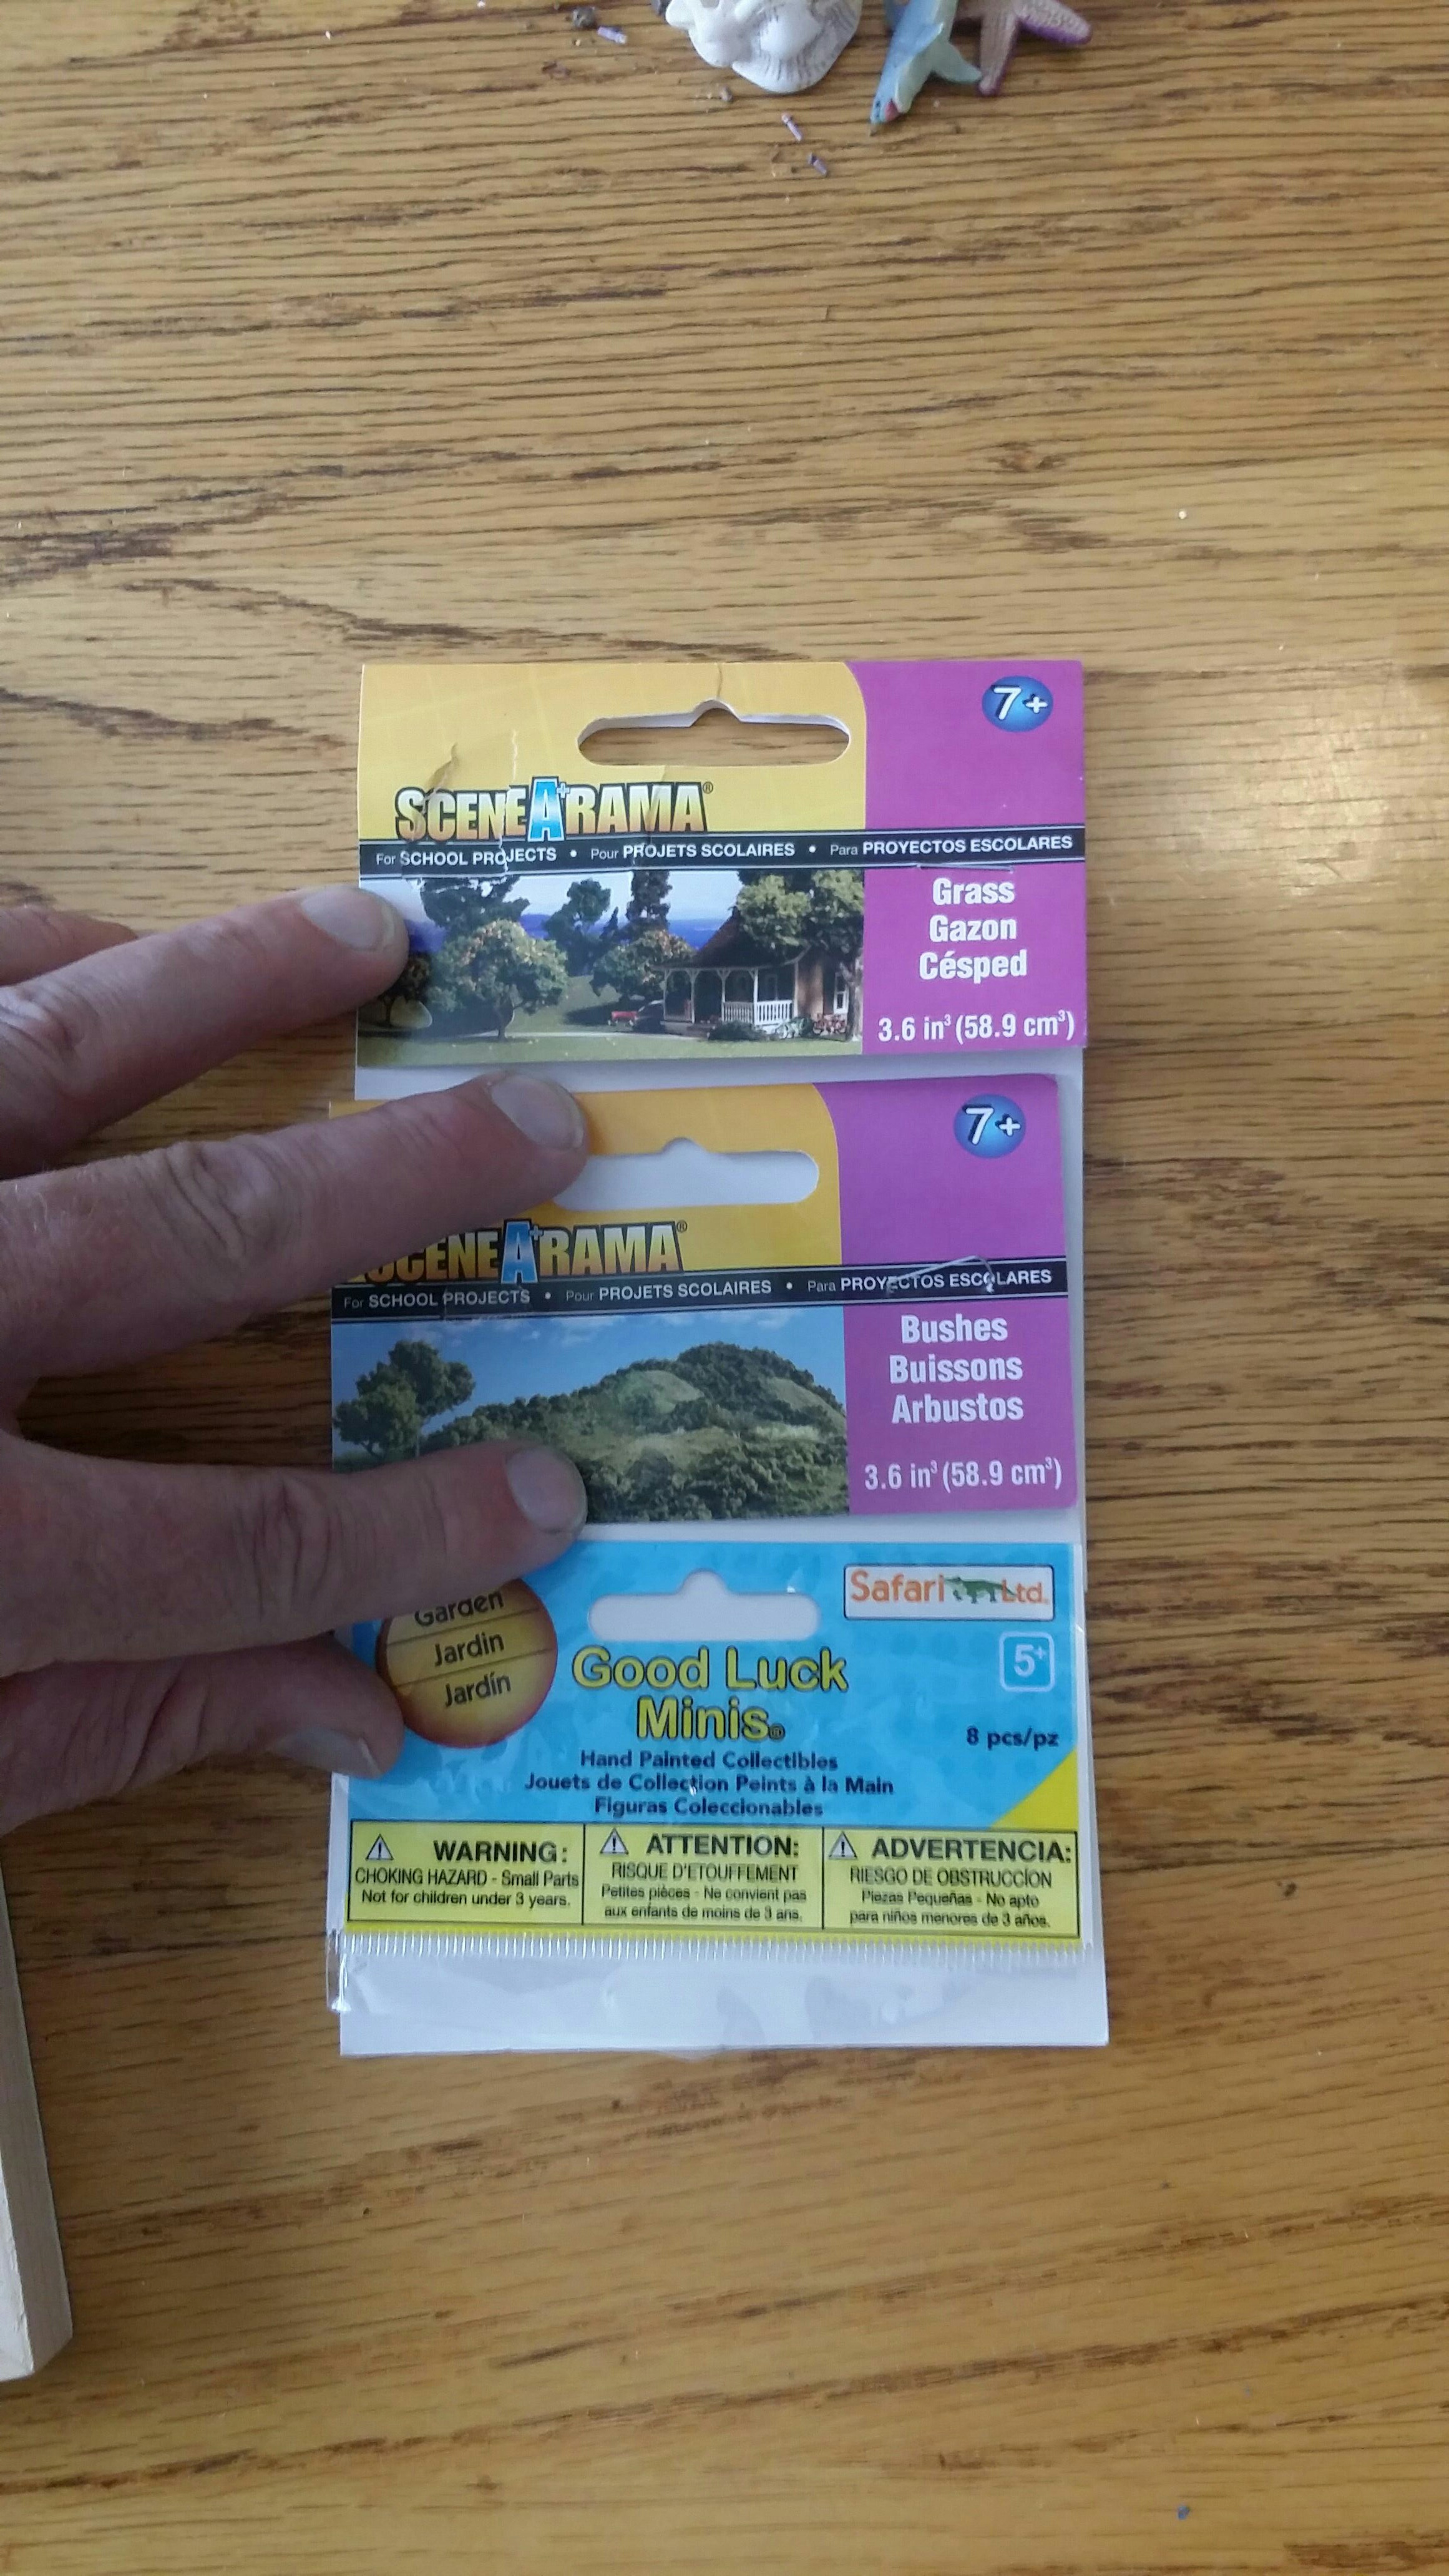 7+
SCENE A+ RAMA®
For SCHOOL PROJECTS • Pour PROJETS SCOLAIRES • Para PROYECTOS ESCOLARES
Grass
Gazon
Césped
3.6 in³ (58.9 cm³)
7+
SCENE A+ RAMA®
For SCHOOL PROJECTS • Pour PROJETS SCOLAIRES • Para PROYECTOS ESCOLARES
Bushes
Buissons
Arbustos
3.6 in³ (58.9 cm³)
Safari Ltd.
Garden
Jardin
Jardín
5+
Good Luck
Minis®
8 pcs/pz
Hand Painted Collectibles
Jouets de Collection Peints à la Main
Figuras Coleccionables
WARNING:
CHOKING HAZARD - Small Parts
Not for children under 3 years.
ATTENTION:
RISQUE D'ETOUFFEMENT
Petites pièces - Ne convient pas
aux enfants de moins de 3 ans.
ADVERTENCIA:
RIESGO DE OBSTRUCCÍON
Piezas Pequeñas - No apto
para niños menores de 3 años.